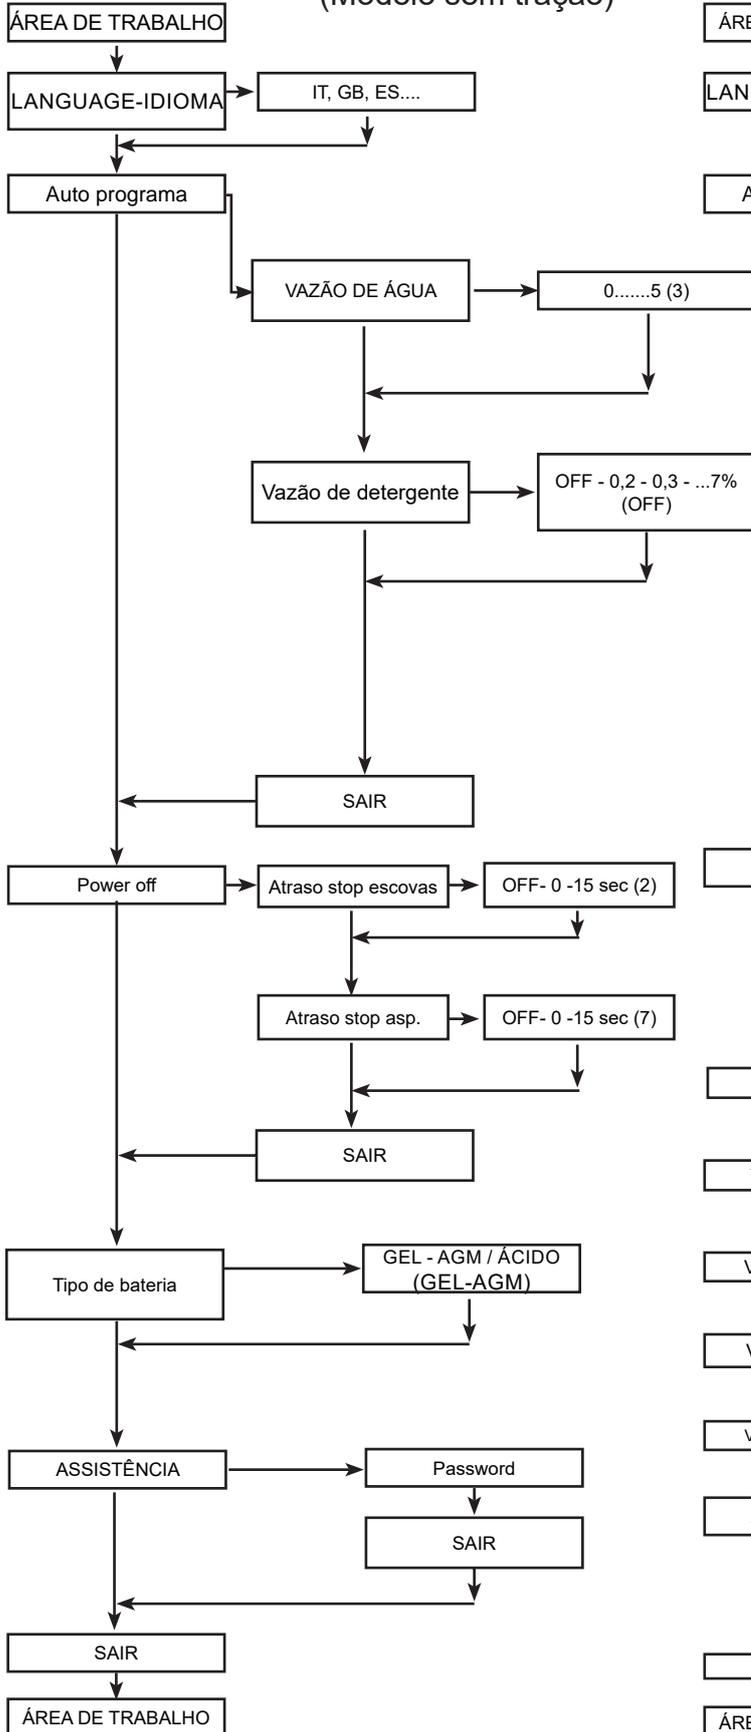 (Modelo sem tração)
ÁREA DE TRABALHO
LANGUAGE-IDIOMA
IT, GB, ES....
Auto programa
VAZÃO DE ÁGUA
0.......5 (3)
Vazão de detergente
OFF - 0,2 - 0,3 - ...7%
(OFF)
SAIR
Power off
Atraso stop escovas
OFF- 0 -15 sec (2)
Atraso stop asp.
OFF- 0 -15 sec (7)
SAIR
Tipo de bateria
GEL - AGM / ÁCIDO
(GEL-AGM)
ASSISTÊNCIA
Password
SAIR
SAIR
ÁREA DE TRABALHO